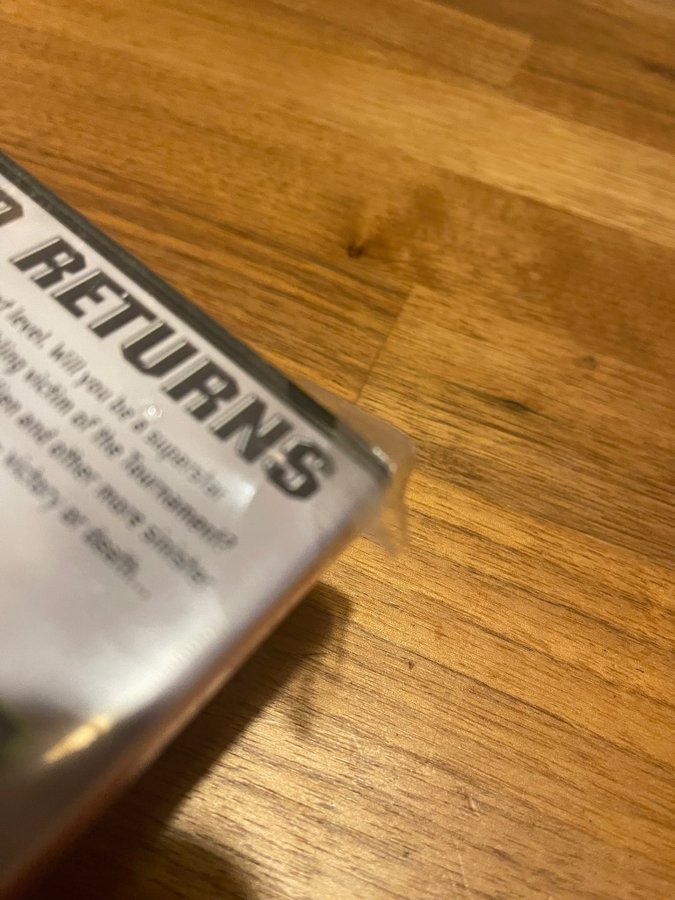 RETURNS
level. Will you be a superstar
victim of the Tournament?
and other more sinister
victory or death...